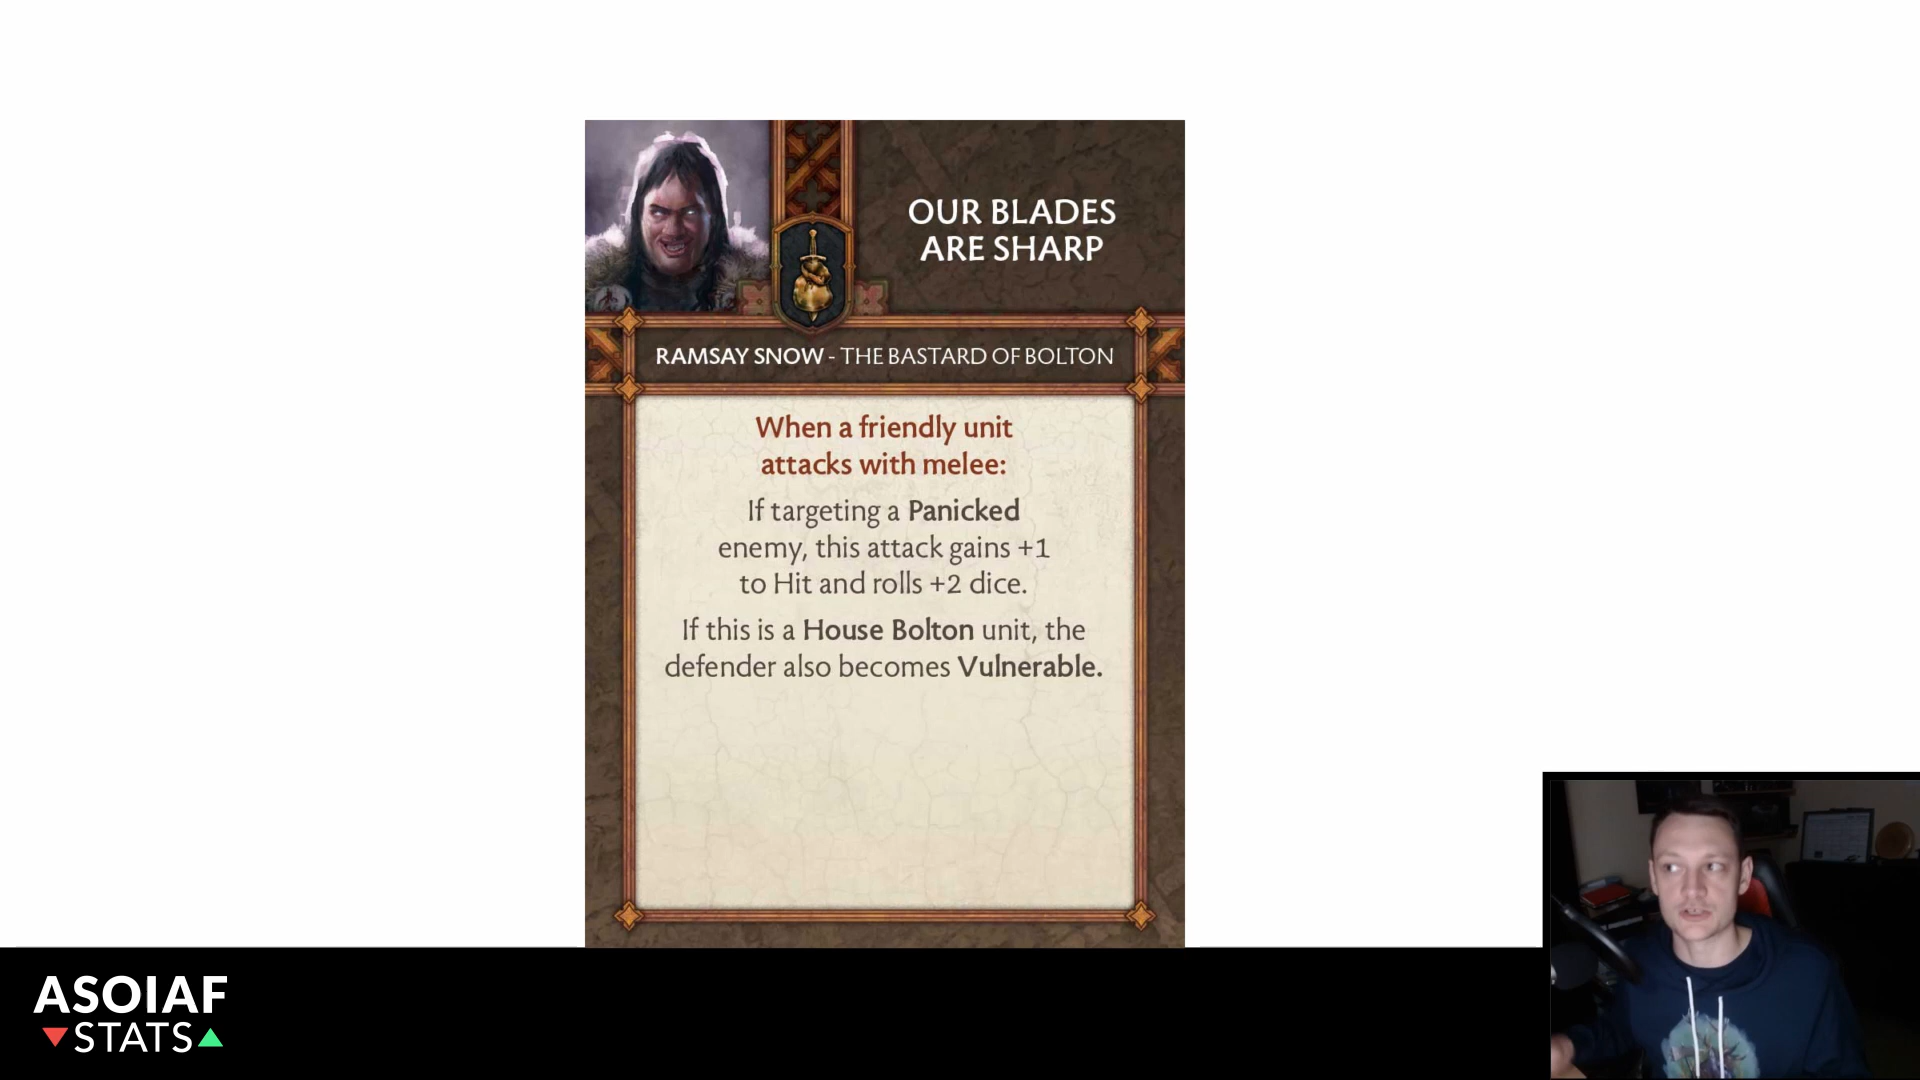 OUR BLADES
ARE SHARP
RAMSAY SNOW - THE BASTARD OF BOLTON
When a friendly unit
attacks with melee:
If targeting a Panicked
enemy, this attack gains +1
to Hit and rolls +2 dice.
If this is a House Bolton unit, the
defender also becomes Vulnerable.
ASOIAF
STATS